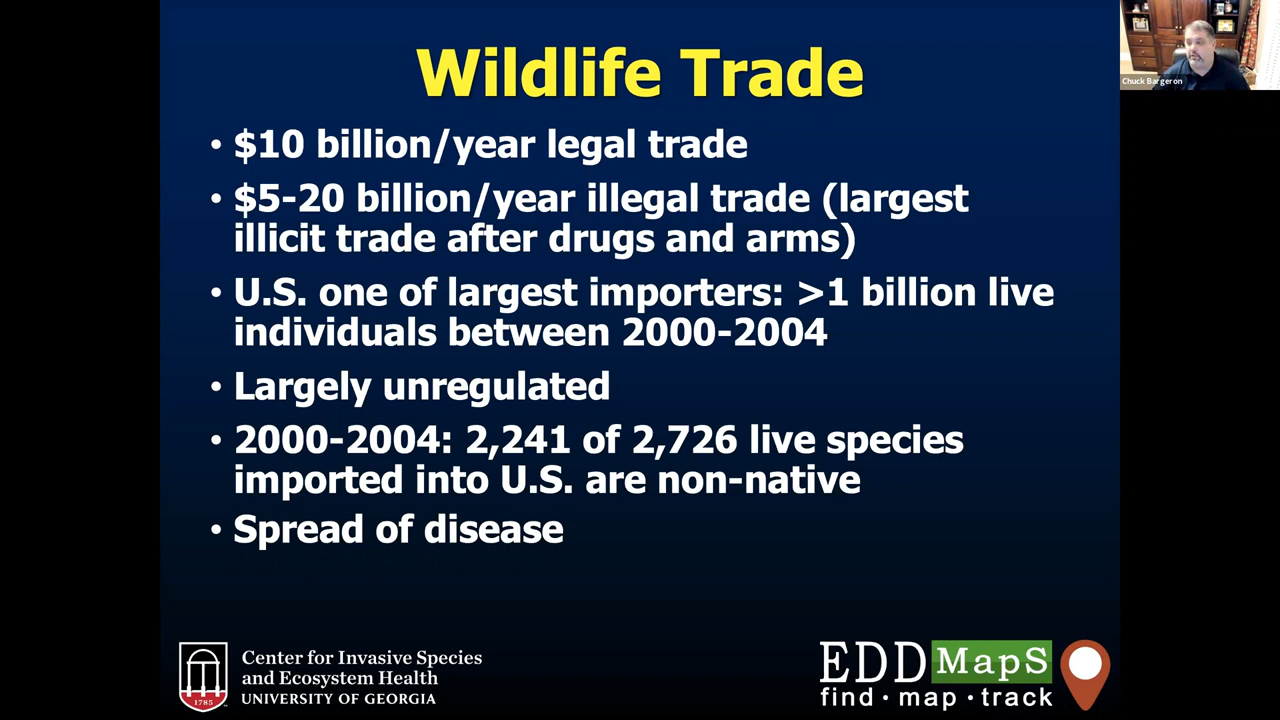 Wildlife Trade
• $10 billion/year legal trade
• $5-20 billion/year illegal trade (largest
illicit trade after drugs and arms)
• U.S. one of largest importers: >1 billion live
individuals between 2000-2004
• Largely unregulated
• 2000-2004: 2,241 of 2,726 live species
imported into U.S. are non-native
• Spread of disease
Chuck Bargeron
1785
Center for Invasive Species
and Ecosystem Health
UNIVERSITY OF GEORGIA
EDDMapS
find · map · track